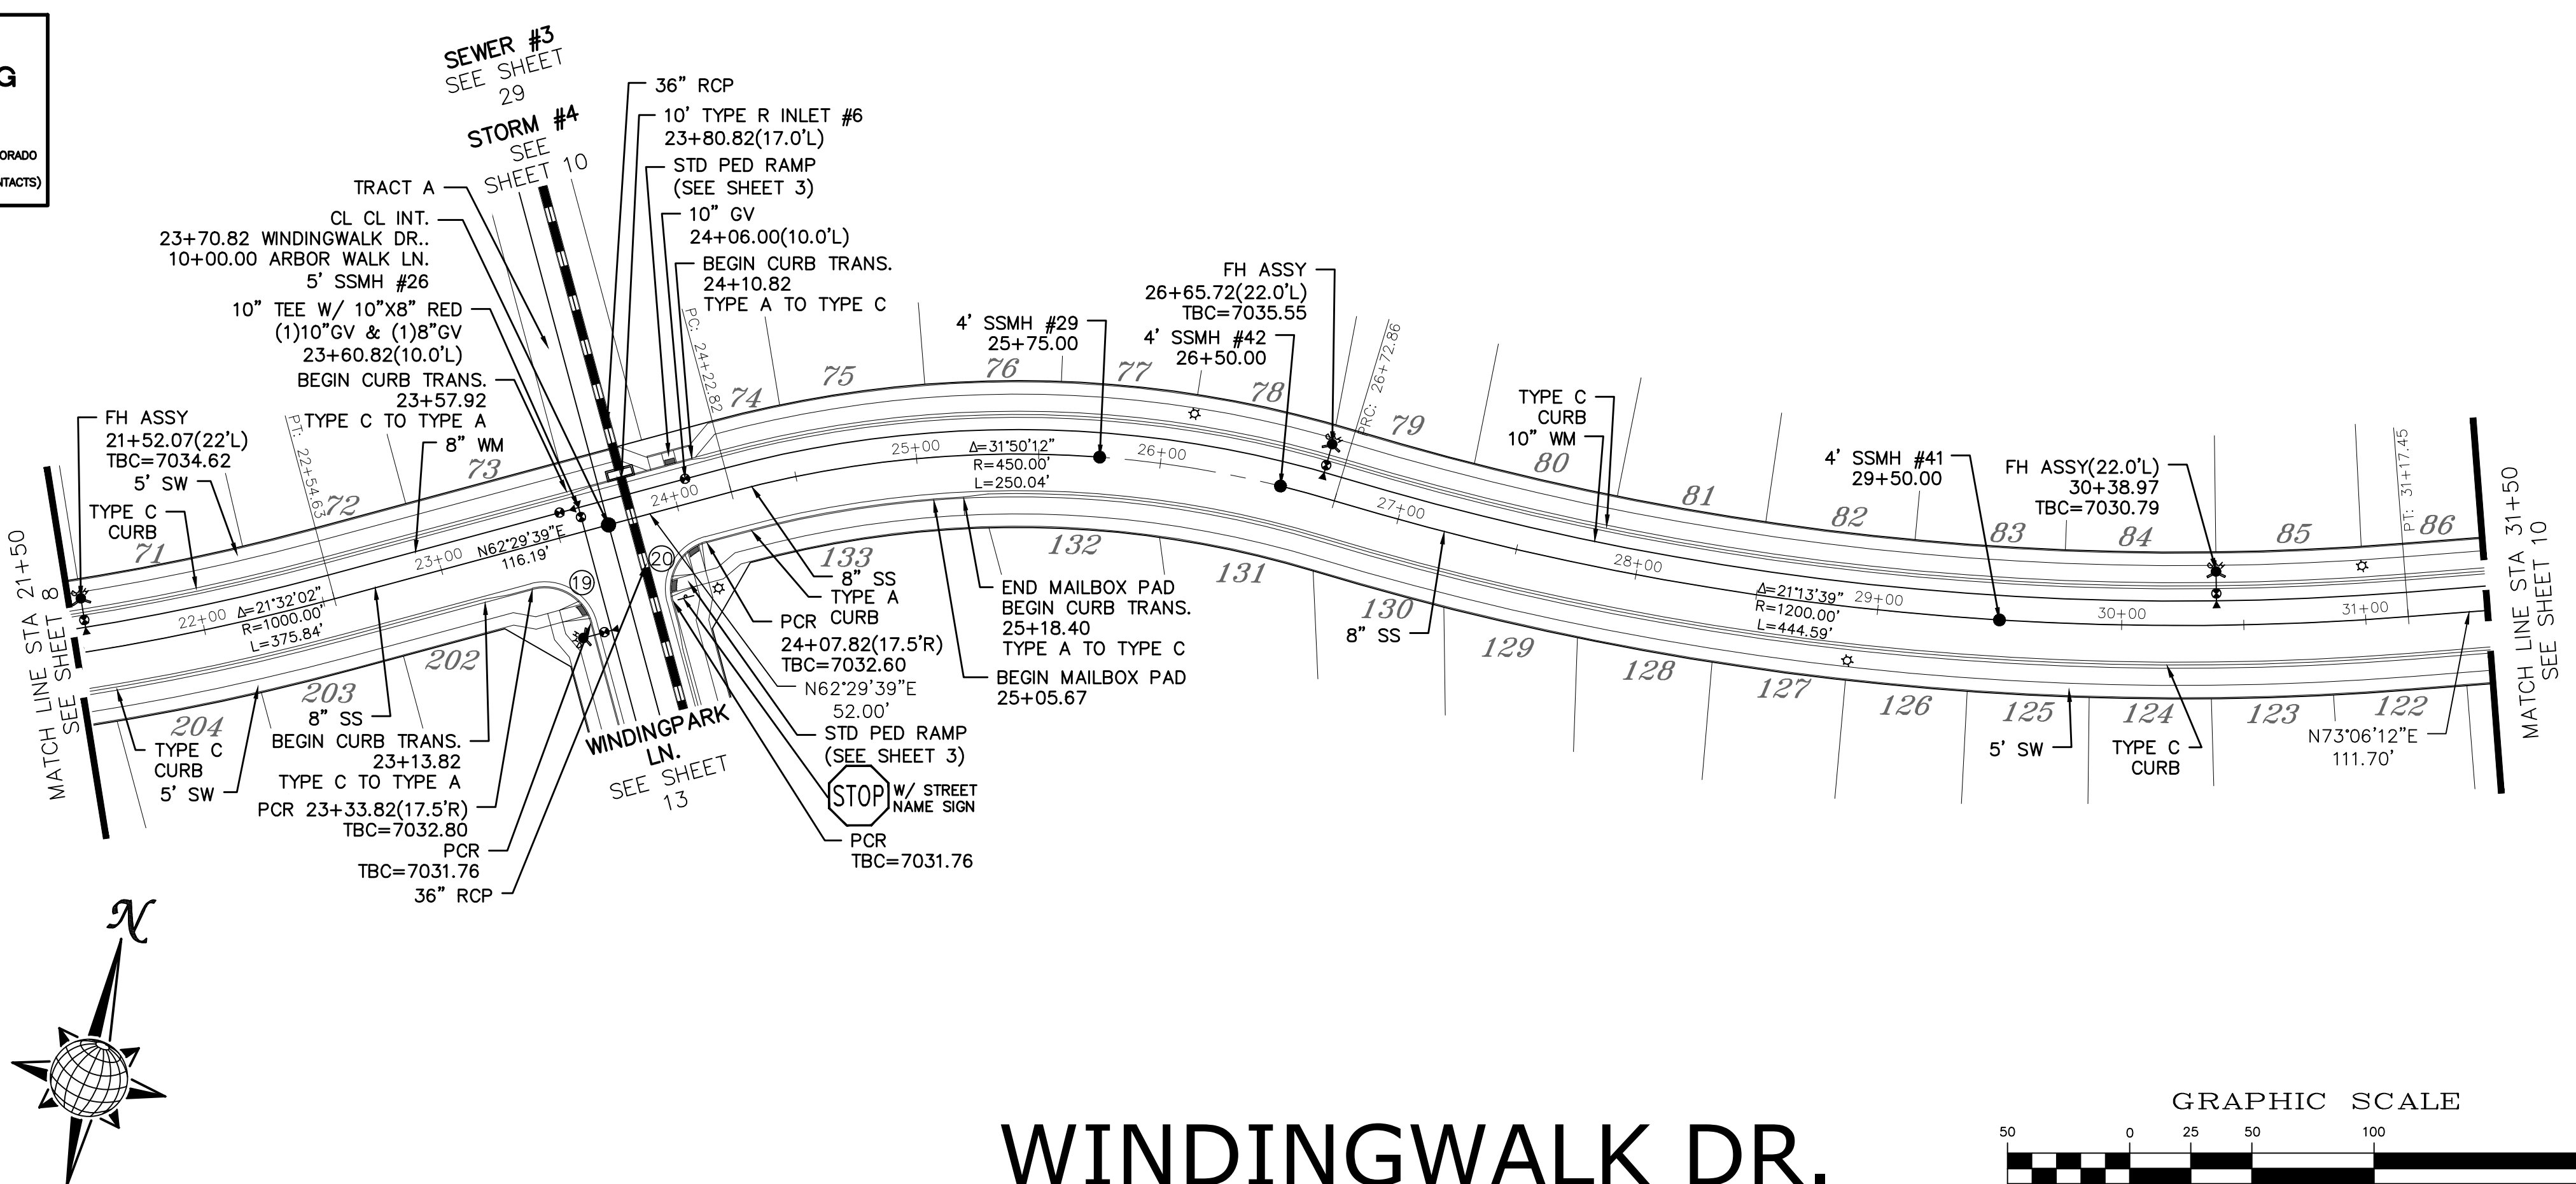 G
ORADO
NTACTS)
SEWER #3
SEE SHEET
29
STORM #4
SEE
SHEET 10
36" RCP
10' TYPE R INLET #6
23+80.82(17.0'L)
STD PED RAMP
(SEE SHEET 3)
10" GV
24+06.00(10.0'L)
BEGIN CURB TRANS.
24+10.82
TYPE A TO TYPE C
TRACT A
CL CL INT.
23+70.82 WINDINGWALK DR..
10+00.00 ARBOR WALK LN.
5' SSMH #26
10" TEE W/ 10"X8" RED
(1)10"GV & (1)8"GV
23+60.82(10.0'L)
BEGIN CURB TRANS.
23+57.92
TYPE C TO TYPE A
8" WM
FH ASSY
21+52.07(22'L)
TBC=7034.62
5' SW
TYPE C
CURB
PT: 22+54.63
PC: 24+22.82
4' SSMH #29
25+75.00
FH ASSY
26+65.72(22.0'L)
TBC=7035.55
4' SSMH #42
26+50.00
PRC: 26+72.86
TYPE C
CURB
10" WM
4' SSMH #41
29+50.00
FH ASSY(22.0'L)
30+38.97
TBC=7030.79
PT: 31+17.45
71
72
73
74
75
76
77
78
79
80
81
82
83
84
85
86
MATCH LINE STA 21+50
SEE SHEET 8
22+00
Δ=21°32'02"
R=1000.00'
L=375.84'
23+00
N62°29'39"E
116.19'
24+00
25+00
Δ=31°50'12"
R=450.00'
L=250.04'
26+00
27+00
28+00
29+00
Δ=21°13'39"
R=1200.00'
L=444.59'
30+00
31+00
MATCH LINE STA 31+50
SEE SHEET 10
19
20
204
203
202
133
132
131
130
129
128
127
126
125
124
123
122
8" SS
TYPE A
CURB
PCR
24+07.82(17.5'R)
TBC=7032.60
N62°29'39"E
52.00'
STD PED RAMP
(SEE SHEET 3)
STOP
W/ STREET
NAME SIGN
PCR
TBC=7031.76
END MAILBOX PAD
BEGIN CURB TRANS.
25+18.40
TYPE A TO TYPE C
BEGIN MAILBOX PAD
25+05.67
8" SS
5' SW
TYPE C
CURB
N73°06'12"E
111.70'
TYPE C
CURB
5' SW
8" SS
BEGIN CURB TRANS.
23+13.82
TYPE C TO TYPE A
PCR 23+33.82(17.5'R)
TBC=7032.80
PCR
TBC=7031.76
36" RCP
WINDINGPARK
LN.
SEE SHEET
13
N
WINDINGWALK DR.
GRAPHIC SCALE
50 0 25 50 100